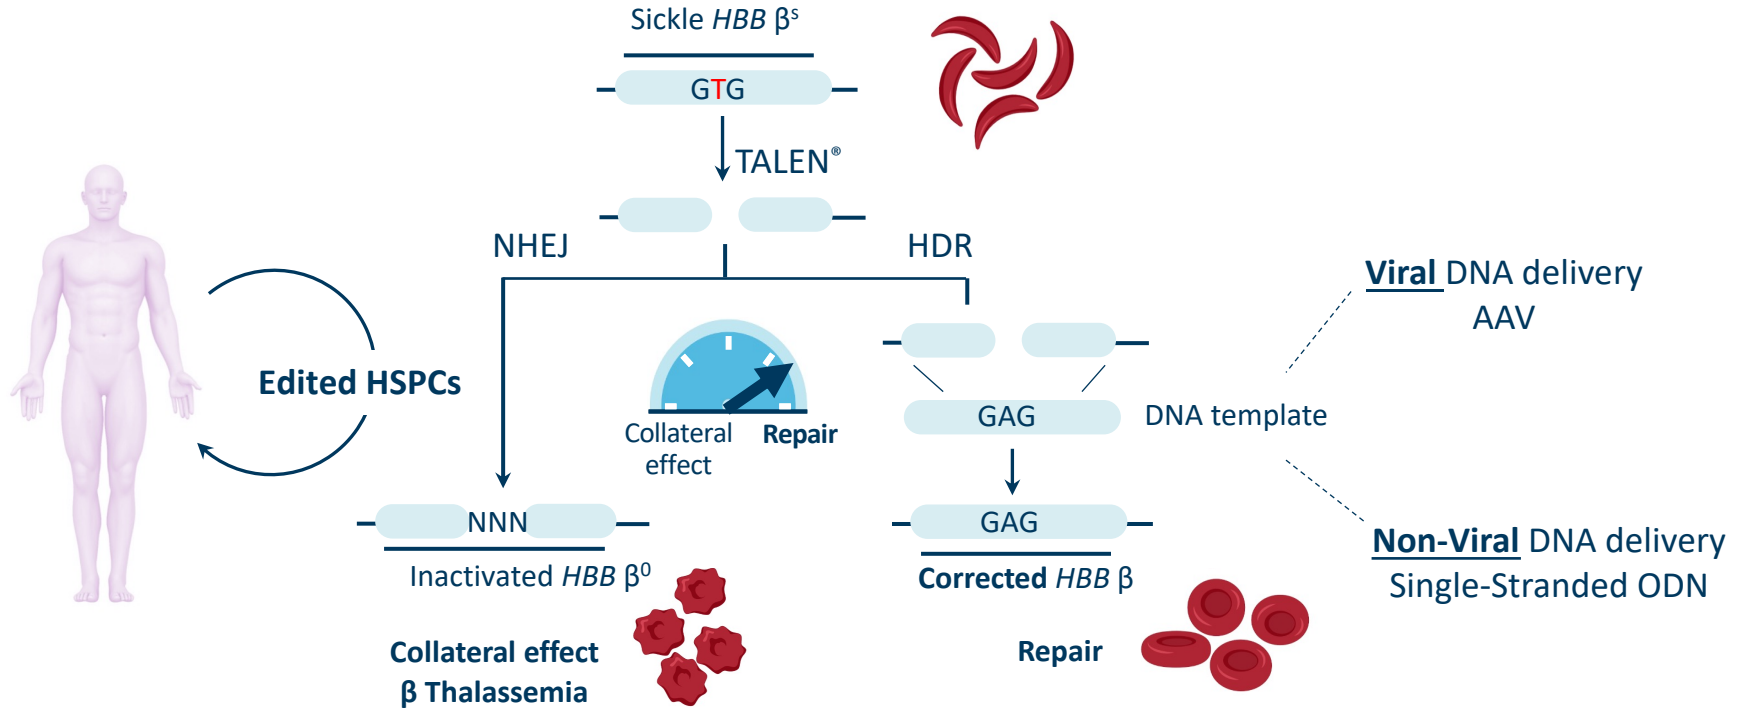 Sickle HBB βˢ
GTG
TALEN®
NHEJ
HDR
Viral DNA delivery
AAV
Edited HSPCs
Collateral
effect
Repair
GAG
DNA template
NNN
GAG
Inactivated HBB β⁰
Corrected HBB β
Non-Viral DNA delivery
Single-Stranded ODN
Collateral effect
β Thalassemia
Repair